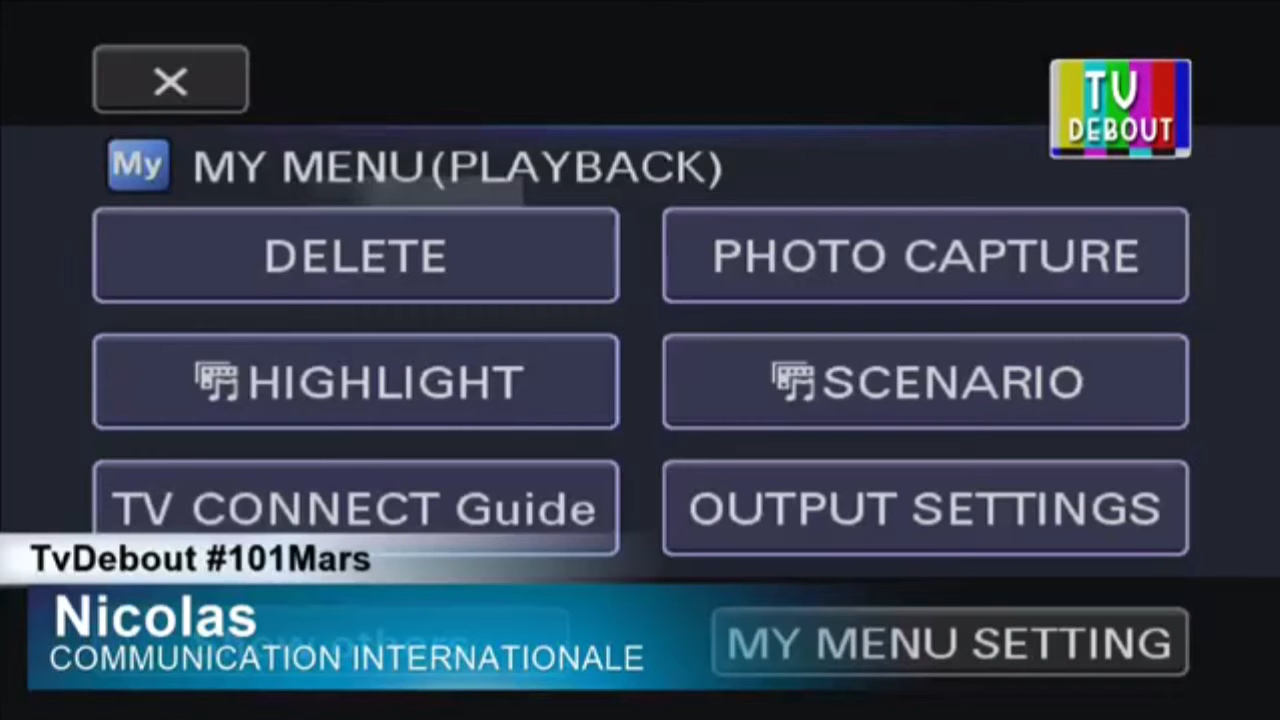 X
TV
DEBOUT
My MY MENU(PLAYBACK)
DELETE
PHOTO CAPTURE
HIGHLIGHT
SCENARIO
TV CONNECT Guide
OUTPUT SETTINGS
TvDebout #101Mars
Nicolas
COMMUNICATION INTERNATIONALE
MY MENU SETTING